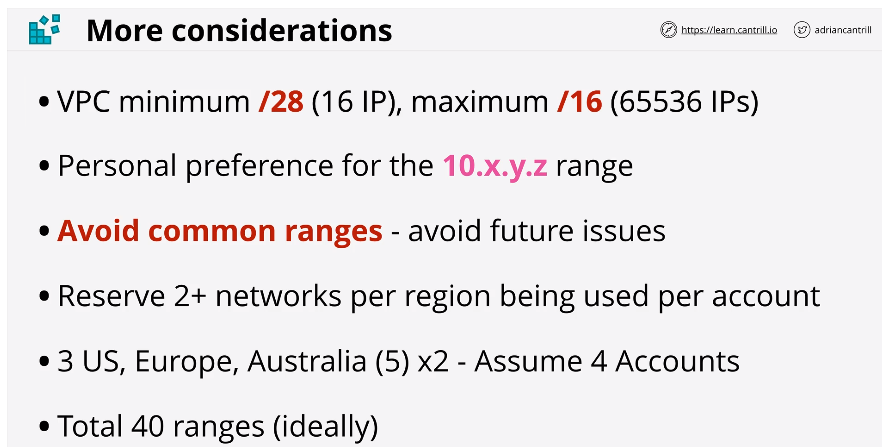 More considerations
https://learn.cantrill.io
adriancantrill
• VPC minimum /28 (16 IP), maximum /16 (65536 IPs)
• Personal preference for the 10.x.y.z range
• Avoid common ranges - avoid future issues
• Reserve 2+ networks per region being used per account
• 3 US, Europe, Australia (5) x2 - Assume 4 Accounts
• Total 40 ranges (ideally)